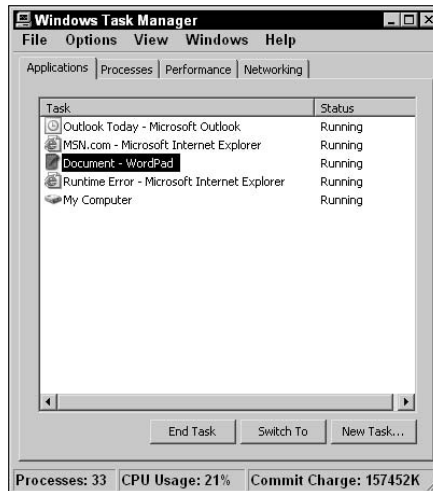 Windows Task Manager
File Options View Windows Help
Applications Processes Performance Networking
Task Status
Outlook Today - Microsoft Outlook Running
MSN.com - Microsoft Internet Explorer Running
Document - WordPad Running
Runtime Error - Microsoft Internet Explorer Running
My Computer Running
End Task Switch To New Task...
Processes: 33 CPU Usage: 21% Commit Charge: 157452K